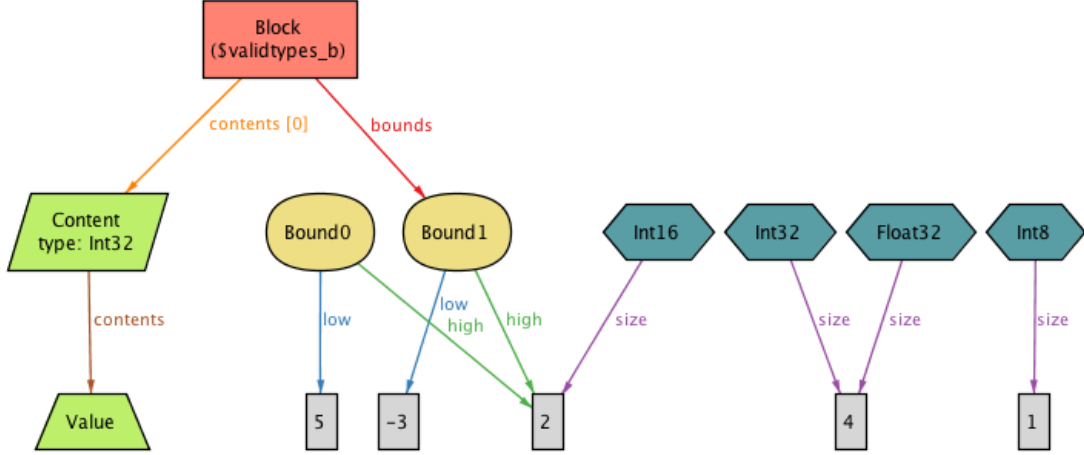 Block
($validtypes_b)
contents [0]
bounds
Content
type: Int32
Bound0
Bound1
Int16
Int32
Float32
Int8
contents
low
low
high
high
size
size
size
size
Value
5
-3
2
4
1